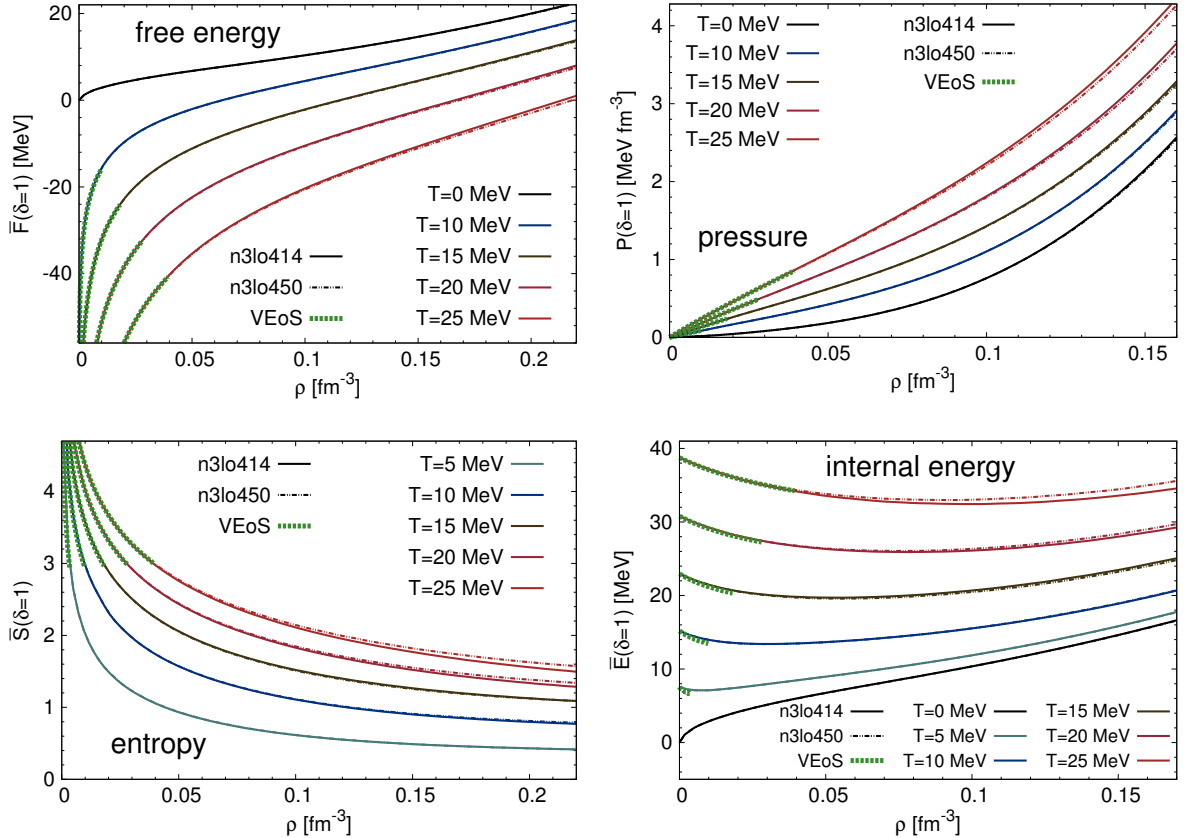 20
0
-20
-40
F̅(δ=1) [MeV]
free energy
T=0 MeV
T=10 MeV
T=15 MeV
T=20 MeV
T=25 MeV
n3lo414
n3lo450
VEoS
0
0.05
0.1
0.15
0.2
ρ [fm-3]
4
3
2
1
0
P(δ=1) [MeV fm-3]
T=0 MeV
T=10 MeV
T=15 MeV
T=20 MeV
T=25 MeV
n3lo414
n3lo450
VEoS
pressure
0
0.05
0.1
0.15
ρ [fm-3]
4
3
2
1
0
S̅(δ=1)
n3lo414
n3lo450
VEoS
T=5 MeV
T=10 MeV
T=15 MeV
T=20 MeV
T=25 MeV
entropy
0
0.05
0.1
0.15
0.2
ρ [fm-3]
40
30
20
10
0
E̅(δ=1) [MeV]
internal energy
n3lo414 T=0 MeV T=15 MeV
n3lo450 T=5 MeV T=20 MeV
VEoS T=10 MeV T=25 MeV
0
0.05
0.1
0.15
ρ [fm-3]